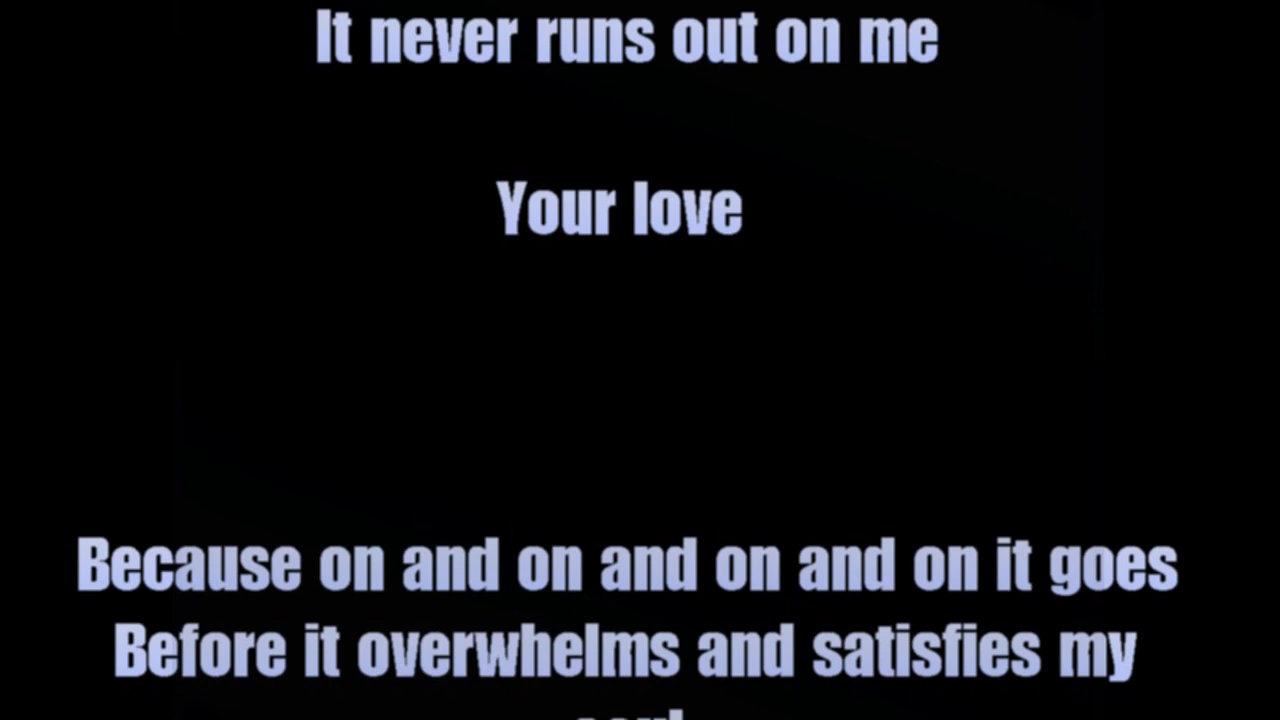 It never runs out on me
Your love
Because on and on and on and on it goes
Before it overwhelms and satisfies my